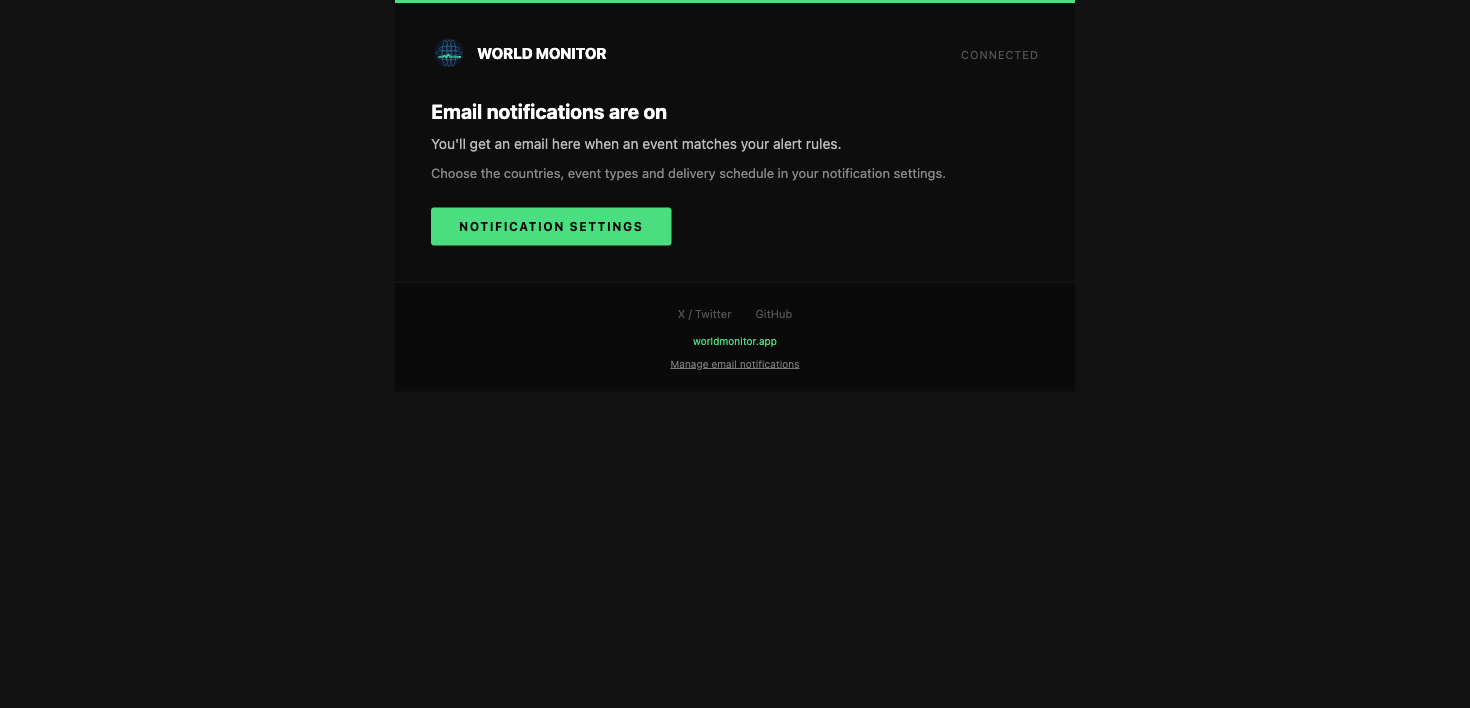 WORLD MONITOR
CONNECTED
Email notifications are on
You'll get an email here when an event matches your alert rules.
Choose the countries, event types and delivery schedule in your notification settings.
NOTIFICATION SETTINGS
X / Twitter GitHub
worldmonitor.app
Manage email notifications